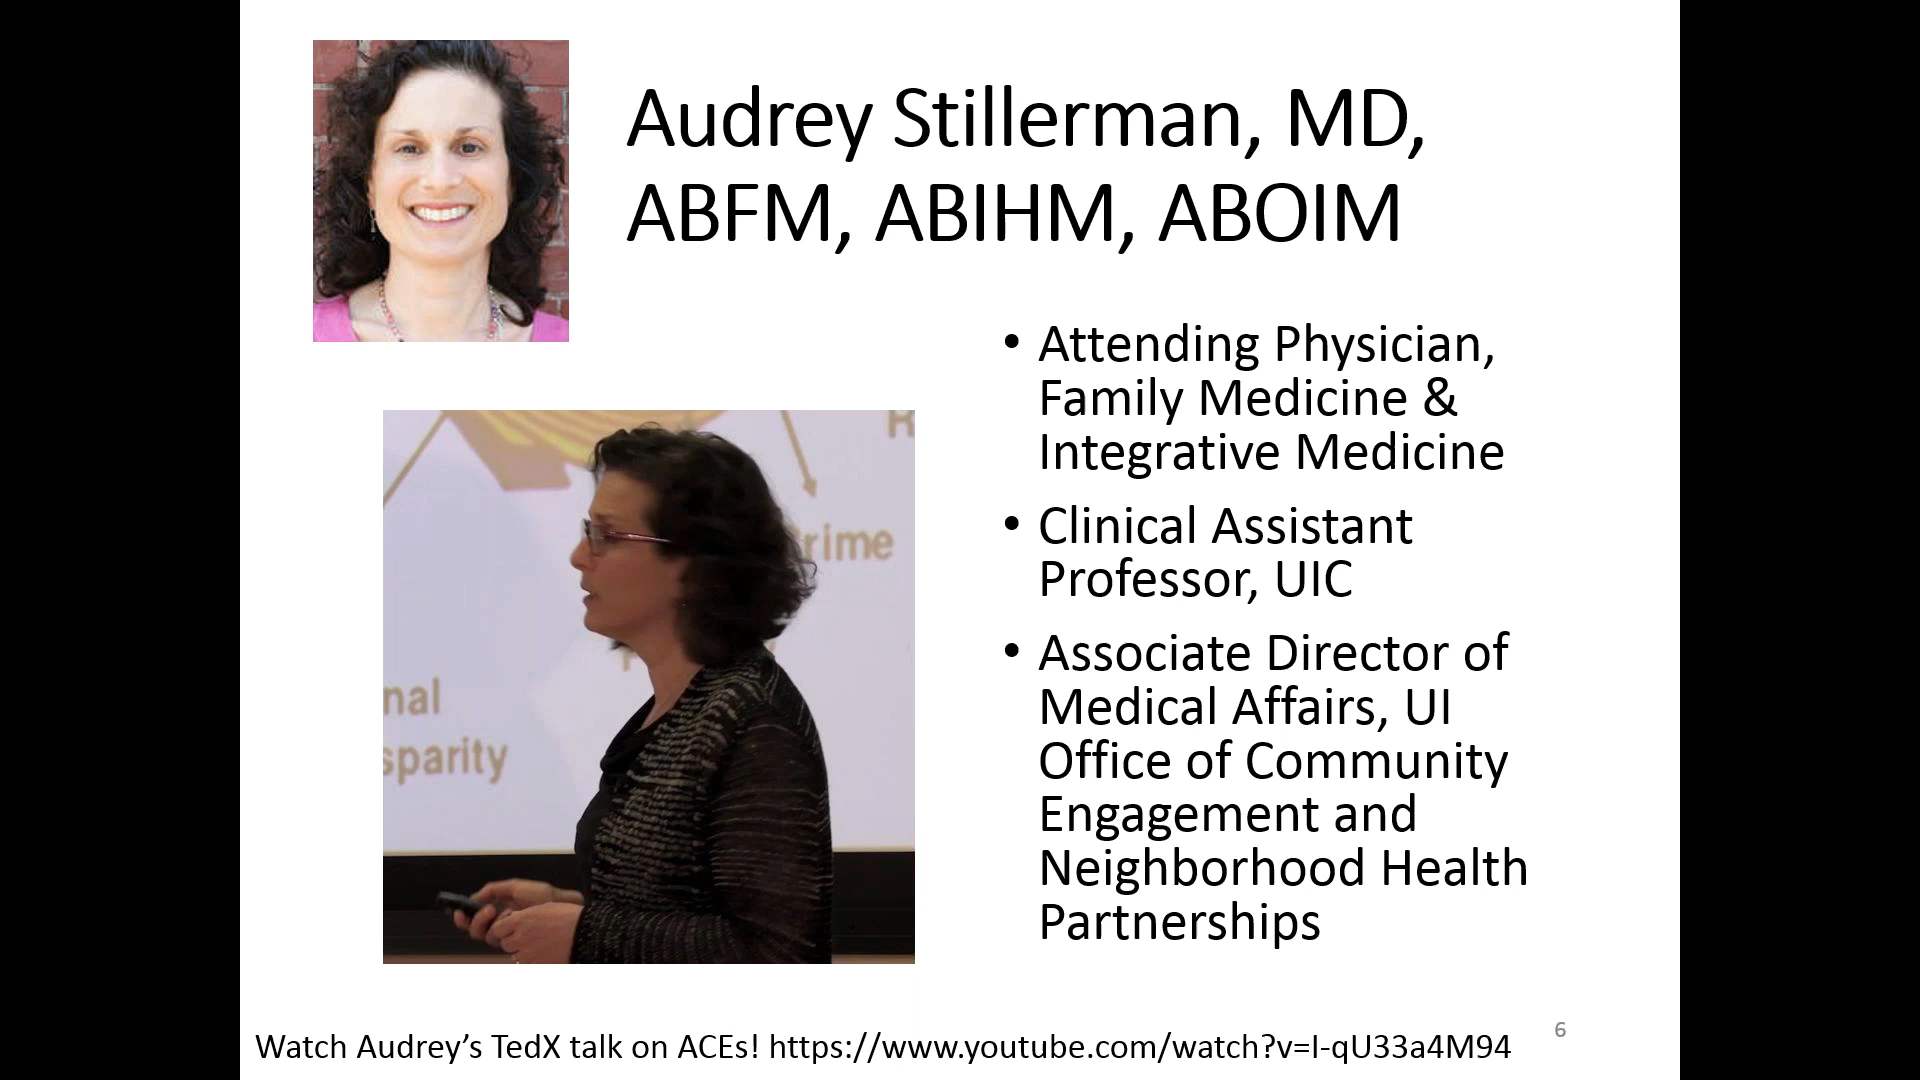 Audrey Stillerman, MD,
ABFM, ABIHM, ABOIM
• Attending Physician,
Family Medicine &
Integrative Medicine
• Clinical Assistant
Professor, UIC
• Associate Director of
Medical Affairs, UI
Office of Community
Engagement and
Neighborhood Health
Partnerships
R
rime
nal
sparity
Watch Audrey’s TedX talk on ACEs! https://www.youtube.com/watch?v=I-qU33a4M94
6